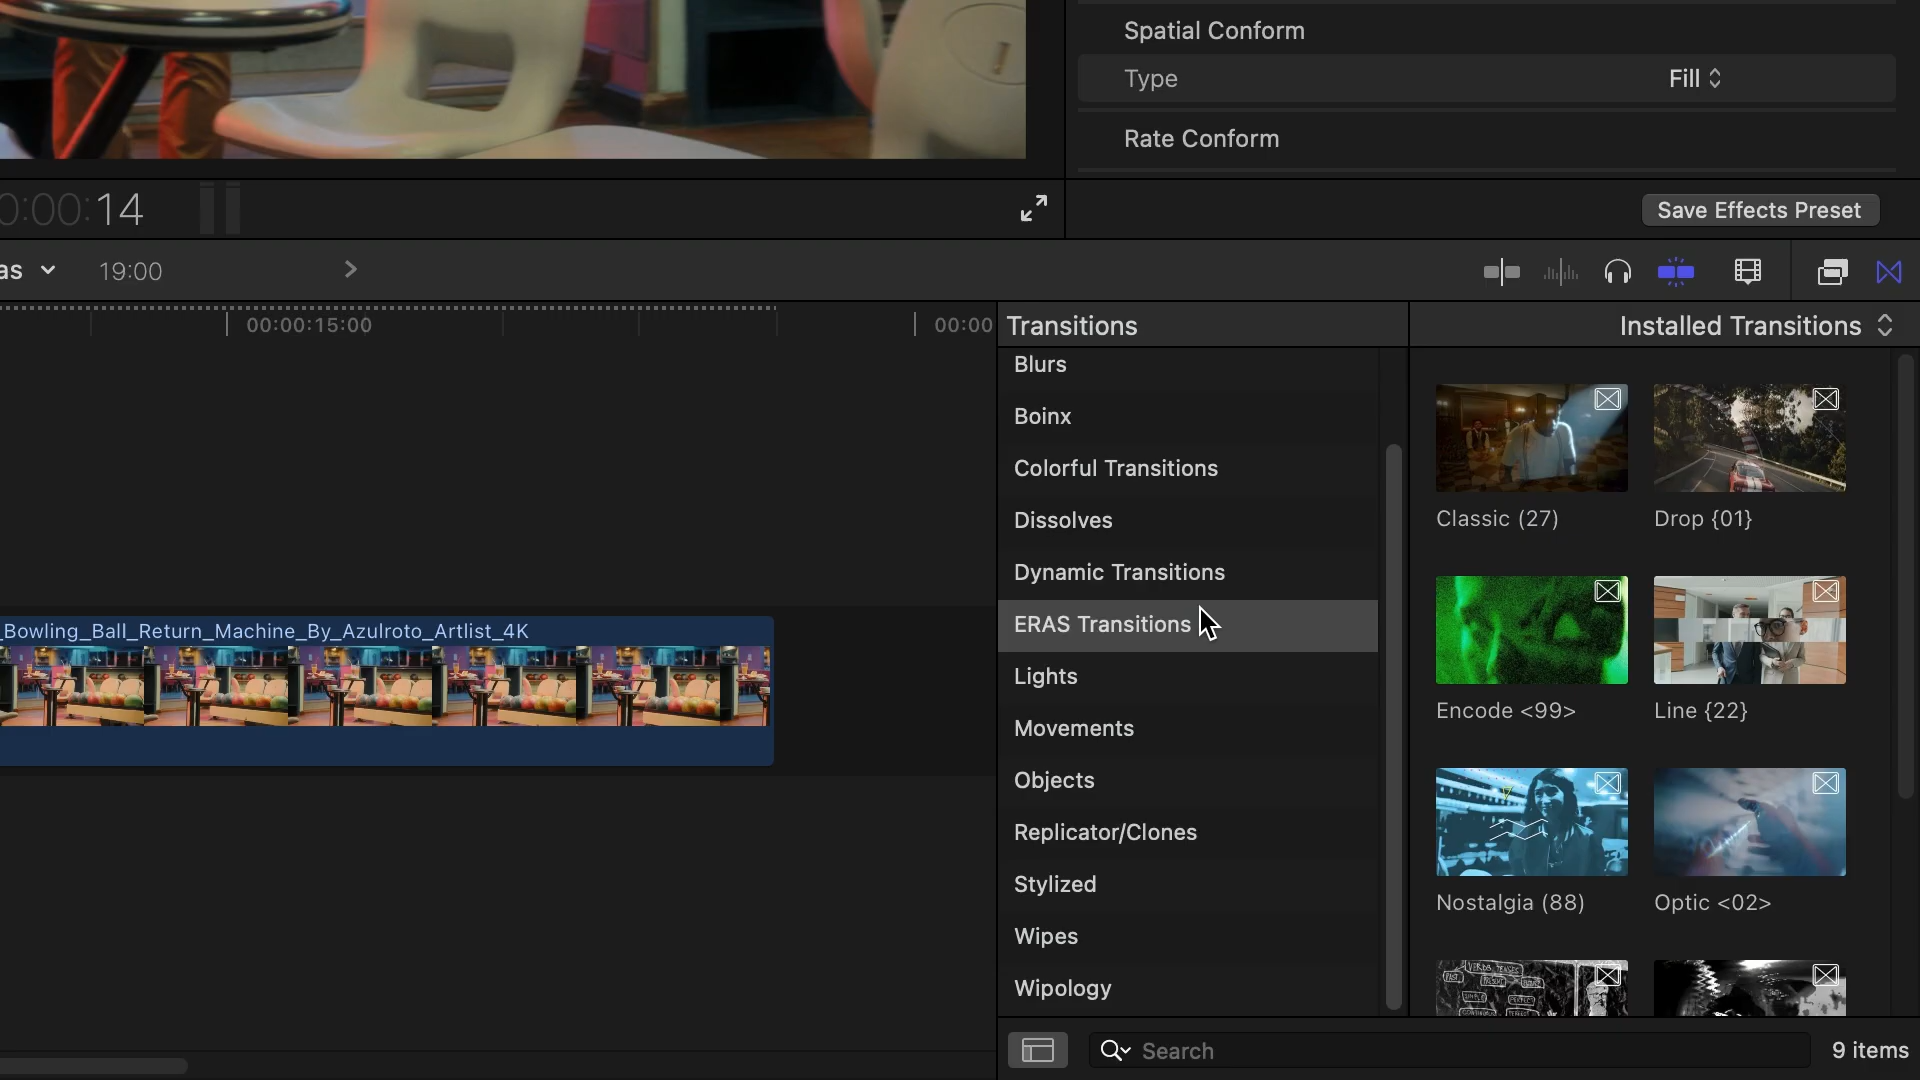 Spatial Conform
Type
Fill
Rate Conform
0:00:14
Save Effects Preset
as
19:00
00:00:15:00
00:00
Transitions
Installed Transitions
Blurs
Boinx
Colorful Transitions
Dissolves
Dynamic Transitions
ERAS Transitions
Lights
Movements
Objects
Replicator/Clones
Stylized
Wipes
Wipology
Classic (27)
Drop {01}
Encode <99>
Line {22}
Nostalgia (88)
Optic <02>
_Bowling_Ball_Return_Machine_By_Azulroto_Artlist_4K
Search
9 items